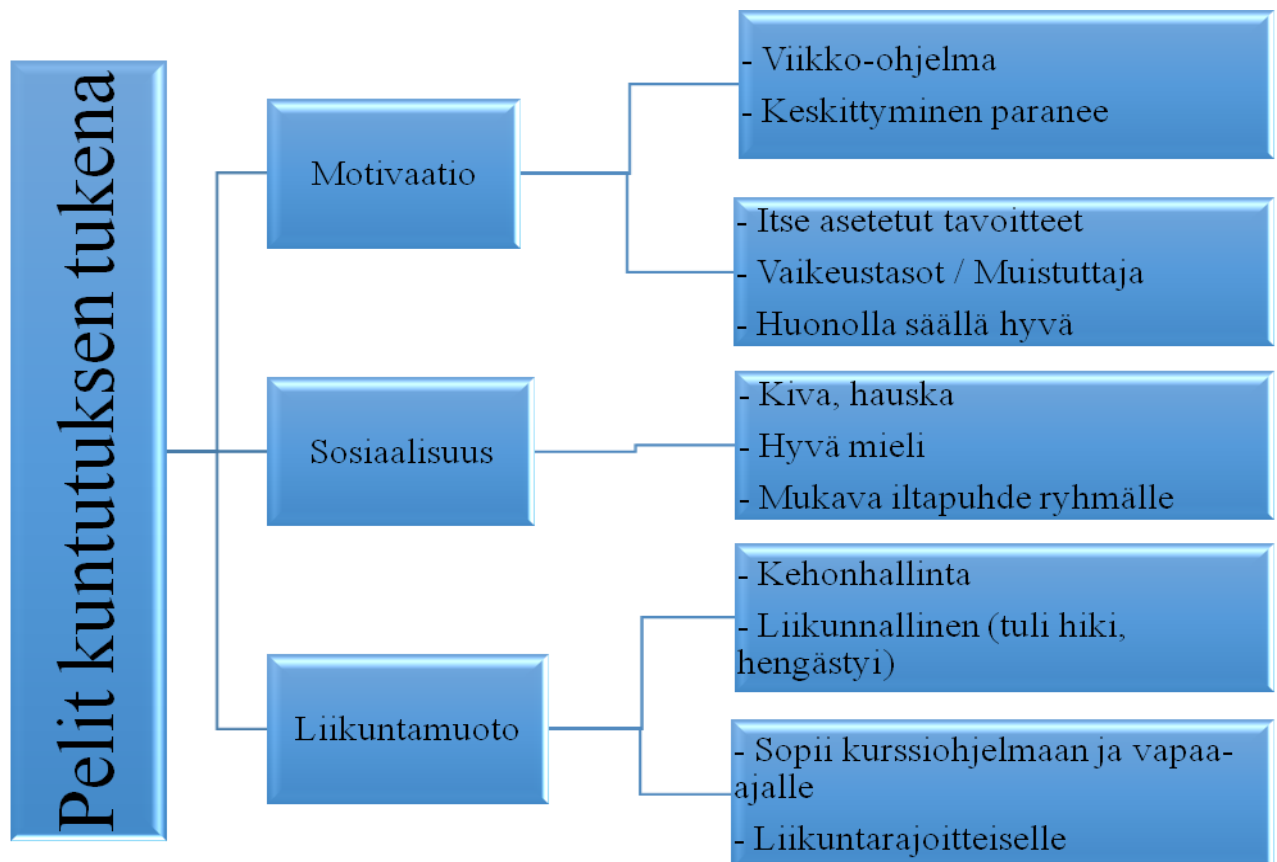 Pelit kuntutuksen tukena
Motivaatio
- Viikko-ohjelma
- Keskittyminen paranee
- Itse asetetut tavoitteet
- Vaikeustasot / Muistuttaja
- Huonolla säällä hyvä
Sosiaalisuus
- Kiva, hauska
- Hyvä mieli
- Mukava iltapuhde ryhmälle
Liikuntamuoto
- Kehonhallinta
- Liikunnallinen (tuli hiki,
hengästyi)
- Sopii kurssiohjelmaan ja vapaa-
ajalle
- Liikuntarajoitteiselle